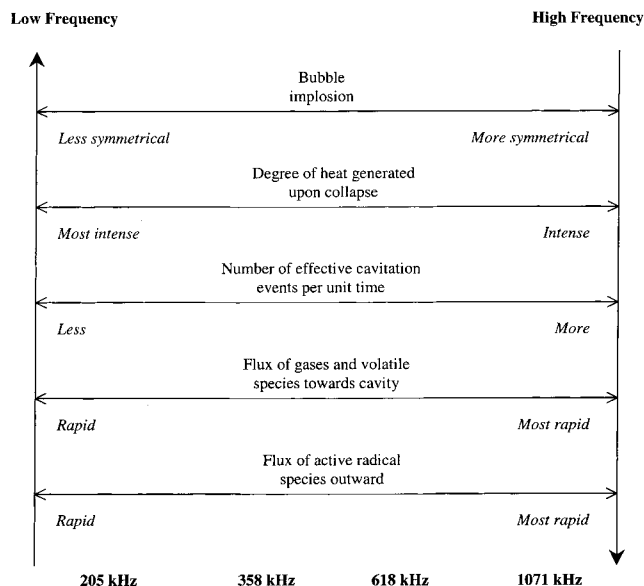 Low Frequency High Frequency
Bubble
implosion
Less symmetrical More symmetrical
Degree of heat generated
upon collapse
Most intense Intense
Number of effective cavitation
events per unit time
Less More
Flux of gases and volatile
species towards cavity
Rapid Most rapid
Flux of active radical
species outward
Rapid Most rapid
205 kHz 358 kHz 618 kHz 1071 kHz